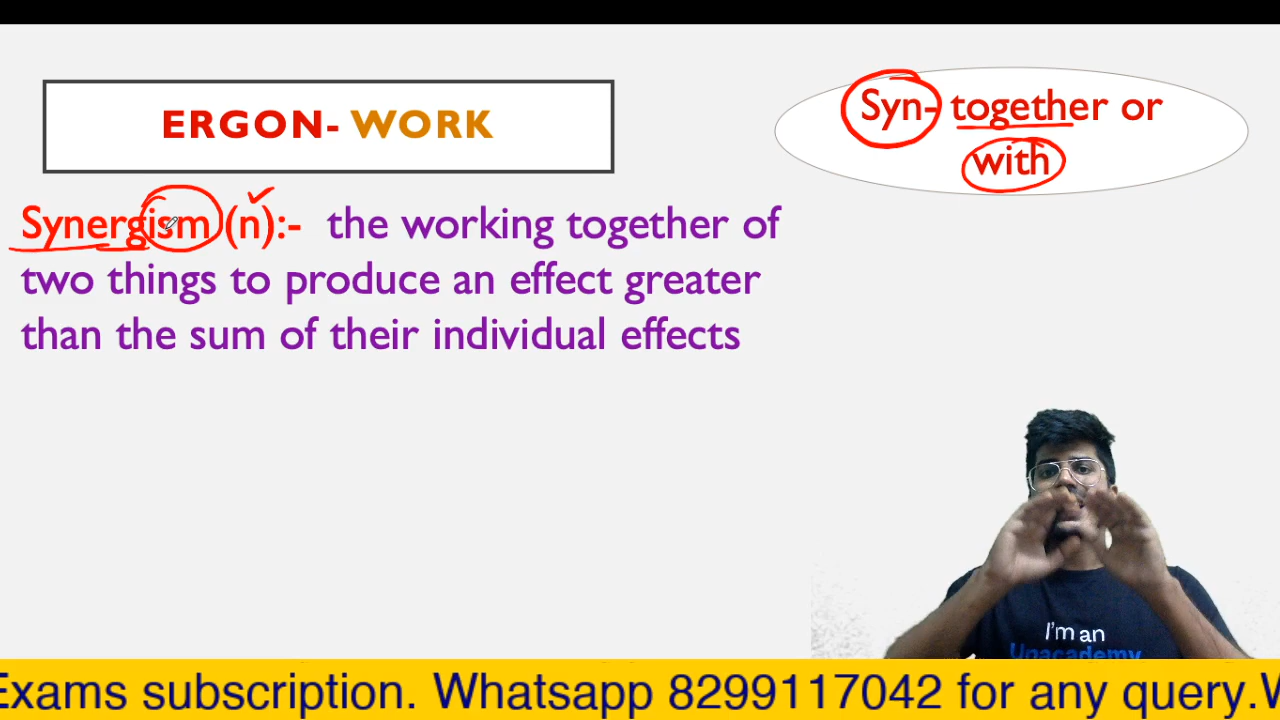 ERGON- WORK
Syn- together or
with
Synergism (n):- the working together of
two things to produce an effect greater
than the sum of their individual effects
I'm an
Unacademy
Exams subscription. Whatsapp 8299117042 for any query.W